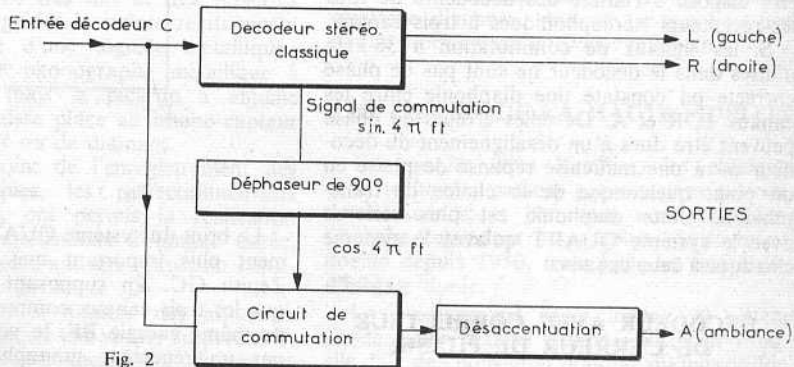 Entrée décodeur C
Decodeur stéréo.
classique
L (gauche)
R (droite)
Signal de commutation
sin. 4 π ft
Déphaseur de 90º
SORTIES
cos. 4 π ft
Circuit de
commutation
Désaccentuation
A (ambiance)
Fig. 2